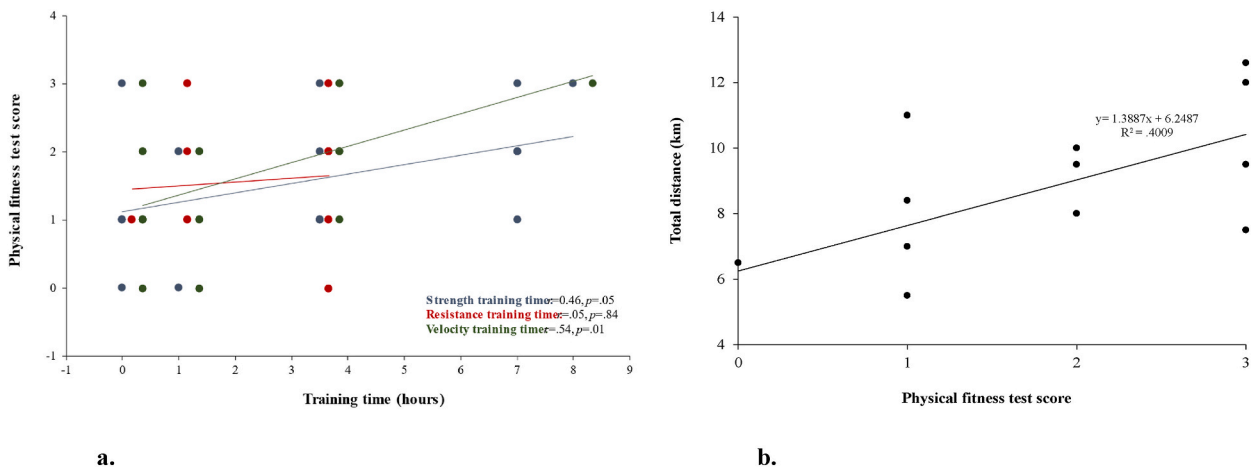 4
3
2
1
0
-1
-1 0 1 2 3 4 5 6 7 8 9
Physical fitness test score
Training time (hours)
Strength training time: r=0.46, p=.05
Resistance training time: r=.05, p=.84
Velocity training time: r=.54, p=.01
a.
14
12
10
8
6
4
0 1 2 3
Total distance (km)
y= 1.3887x + 6.2487
R² = .4009
Physical fitness test score
b.